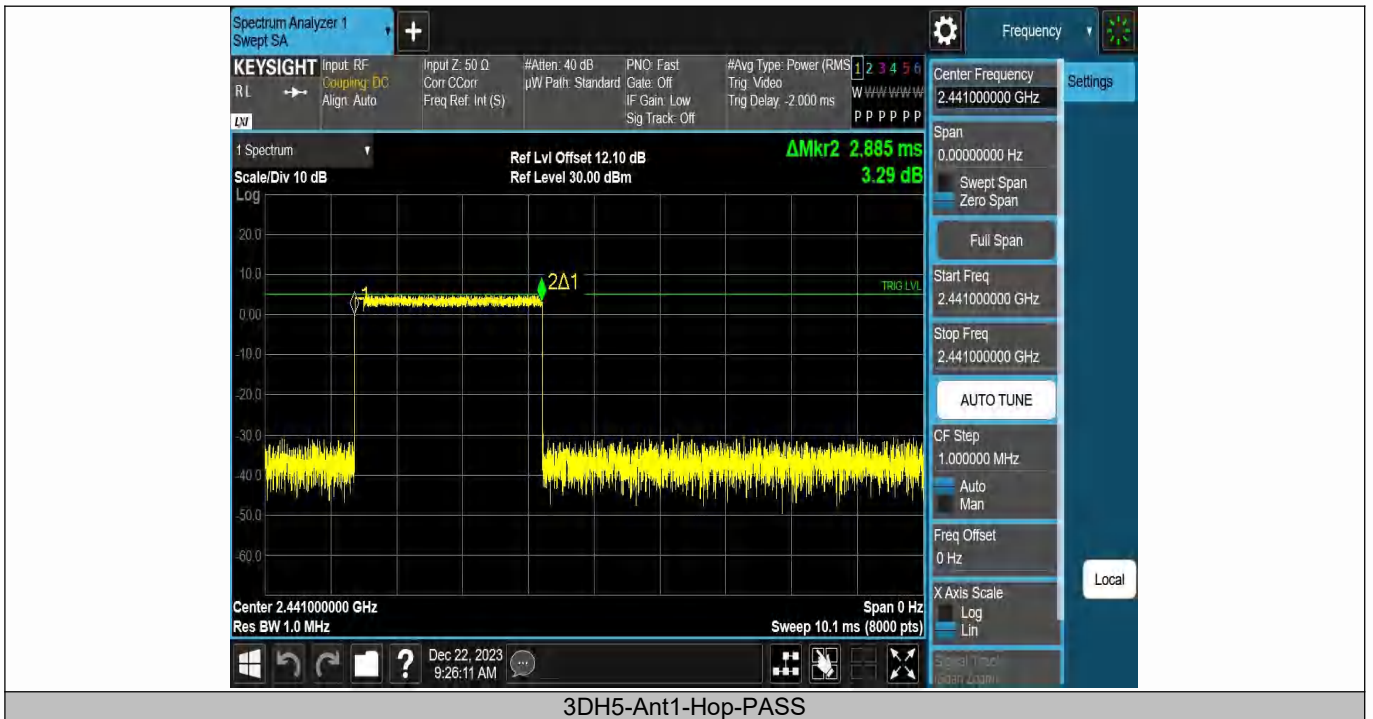 Spectrum Analyzer 1
Swept SA
+
Frequency
KEYSIGHT
RL
LXI
Input: RF
Coupling: DC
Align: Auto
Input Z: 50 Ω
Corr CCorr
Freq Ref: Int (S)
#Atten: 40 dB
µW Path: Standard
PNO: Fast
Gate: Off
IF Gain: Low
Sig Track: Off
#Avg Type: Power (RMS
Trig: Video
Trig Delay: -2.000 ms
1 2 3 4 5 6
W W W W W W
P P P P P P
1 Spectrum
Scale/Div 10 dB
Log
Ref Lvl Offset 12.10 dB
Ref Level 30.00 dBm
ΔMkr2 2.885 ms
3.29 dB
20.0
10.0
0.00
-10.0
-20.0
-30.0
-40.0
-50.0
-60.0
1
2Δ1
TRIG LVL
Center 2.441000000 GHz
Res BW 1.0 MHz
Span 0 Hz
Sweep 10.1 ms (8000 pts)
Center Frequency
2.441000000 GHz
Span
0.00000000 Hz
Swept Span
Zero Span
Full Span
Start Freq
2.441000000 GHz
Stop Freq
2.441000000 GHz
AUTO TUNE
CF Step
1.000000 MHz
Auto
Man
Freq Offset
0 Hz
X Axis Scale
Log
Lin
Signal Track
(Span Zoom)
Settings
Local
?
Dec 22, 2023
9:26:11 AM
3DH5-Ant1-Hop-PASS